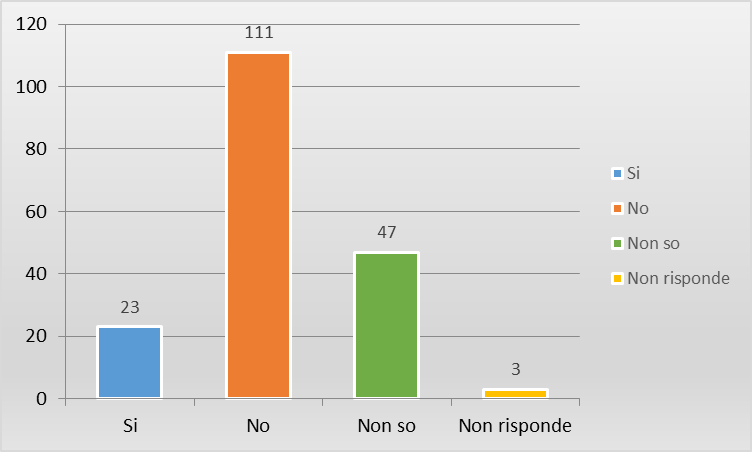 120
100
80
60
40
20
0
23
111
47
3
Si
No
Non so
Non risponde
Si
No
Non so
Non risponde